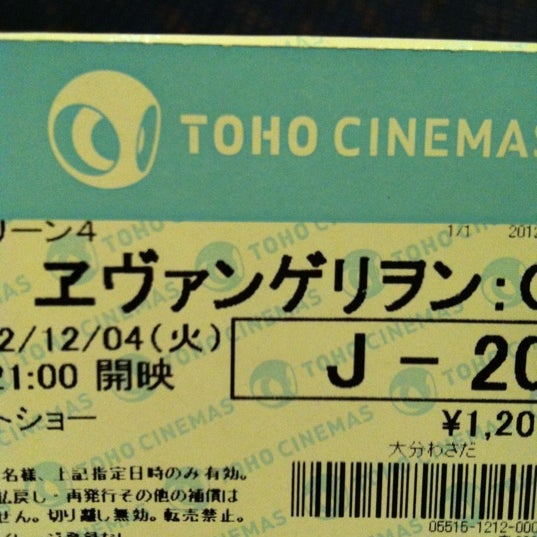 TOHO CINEMAS
リーン4
1/1 2012
ヱヴァンゲリヲン:
2/12/04(火)
21:00 開映
J-20
トショー
¥1,20
大分わさだ
名様、上記指定日時のみ有効。
払戻し・再発行その他の補償は
せん。切り離し無効。転売禁止。
05515-1212-000